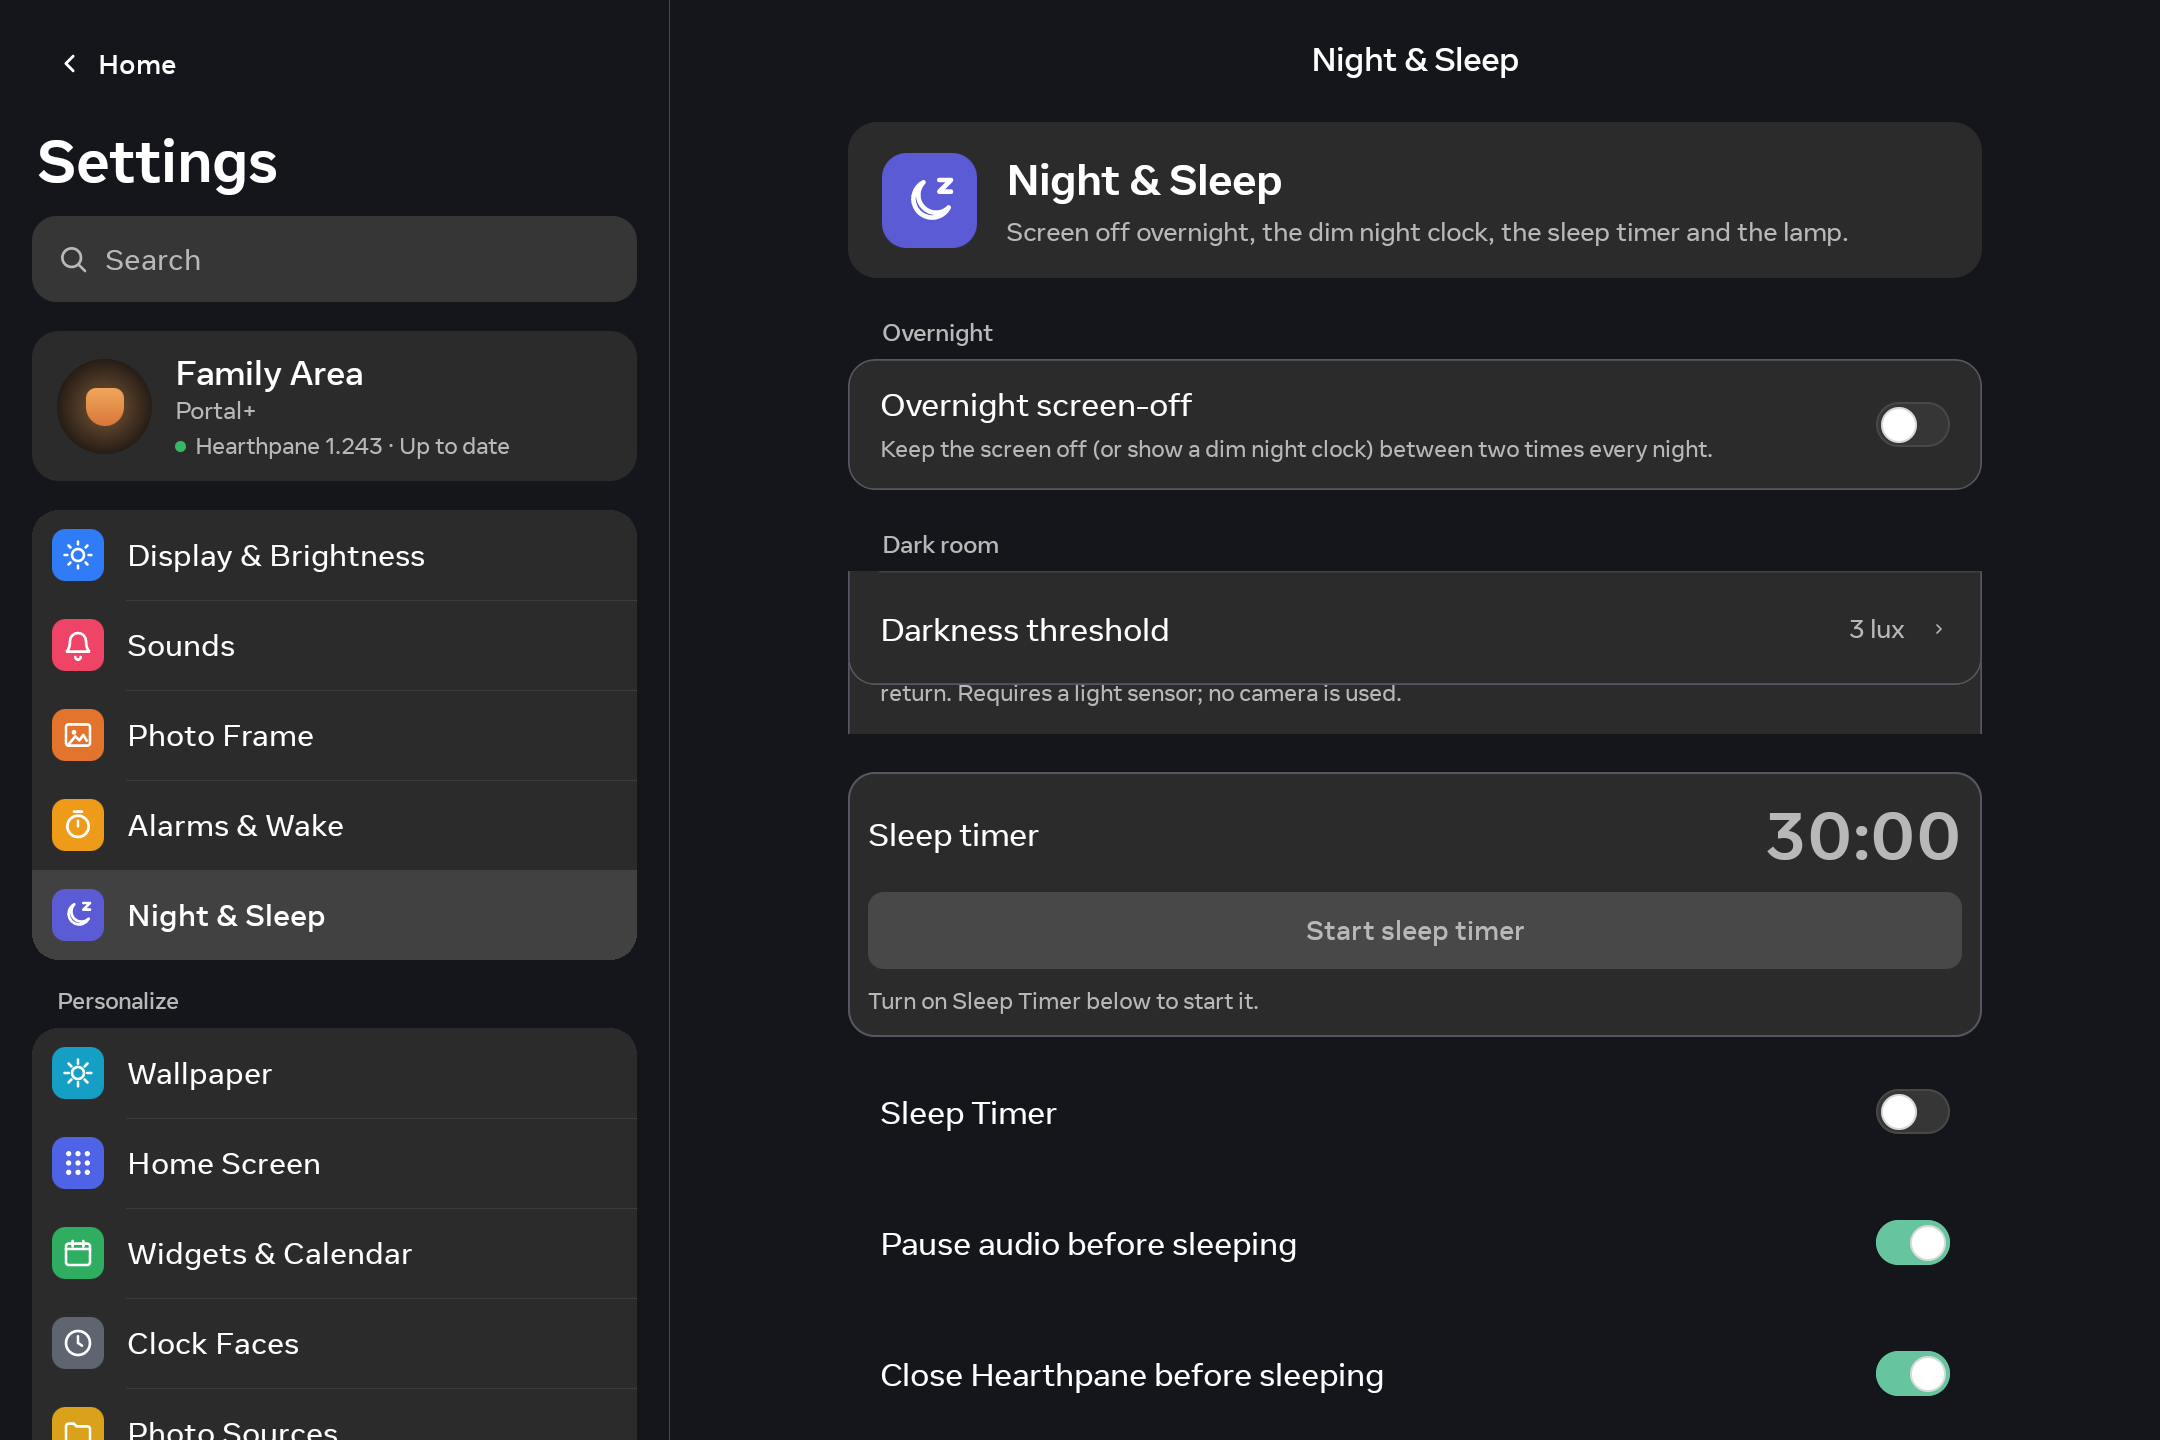 Home
Settings
Search
Family Area
Portal+
Hearthpane 1.243 · Up to date
Display & Brightness
Sounds
Photo Frame
Alarms & Wake
Night & Sleep
Personalize
Wallpaper
Home Screen
Widgets & Calendar
Clock Faces
Photo Sources
Night & Sleep
Night & Sleep
Screen off overnight, the dim night clock, the sleep timer and the lamp.
Overnight
Overnight screen-off
Keep the screen off (or show a dim night clock) between two times every night.
Dark room
Darkness threshold
3 lux
return. Requires a light sensor; no camera is used.
Sleep timer
30:00
Start sleep timer
Turn on Sleep Timer below to start it.
Sleep Timer
Pause audio before sleeping
Close Hearthpane before sleeping